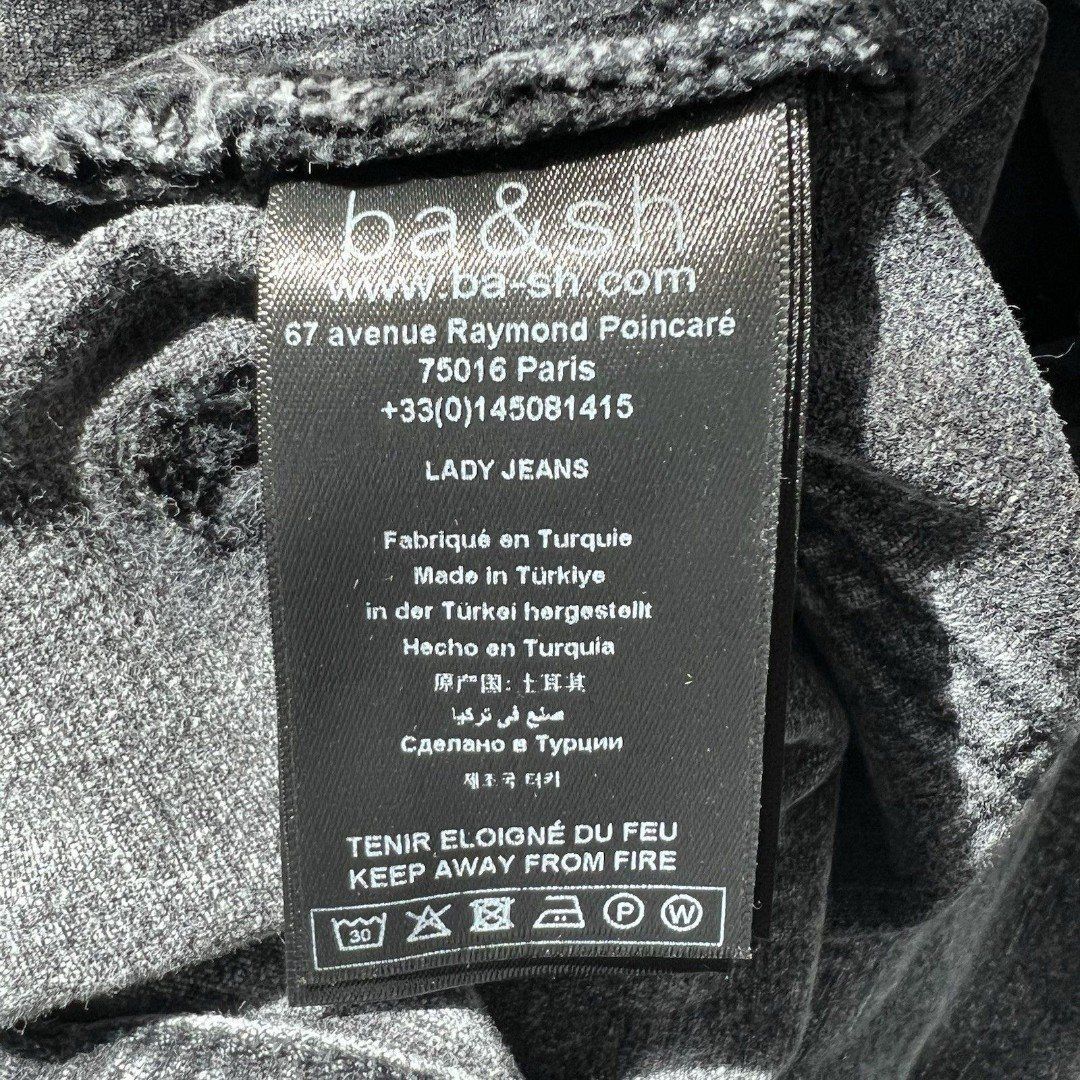 ba&sh
www.ba-sh.com
67 avenue Raymond Poincaré
75016 Paris
+33(0)145081415
LADY JEANS
Fabriqué en Turquie
Made in Türkiye
in der Türkei hergestellt
Hecho en Turquia
原产国: 土耳其
صنع في تركيا
Сделано в Турции
제조국 터키
TENIR ELOIGNÉ DU FEU
KEEP AWAY FROM FIRE
30 P W